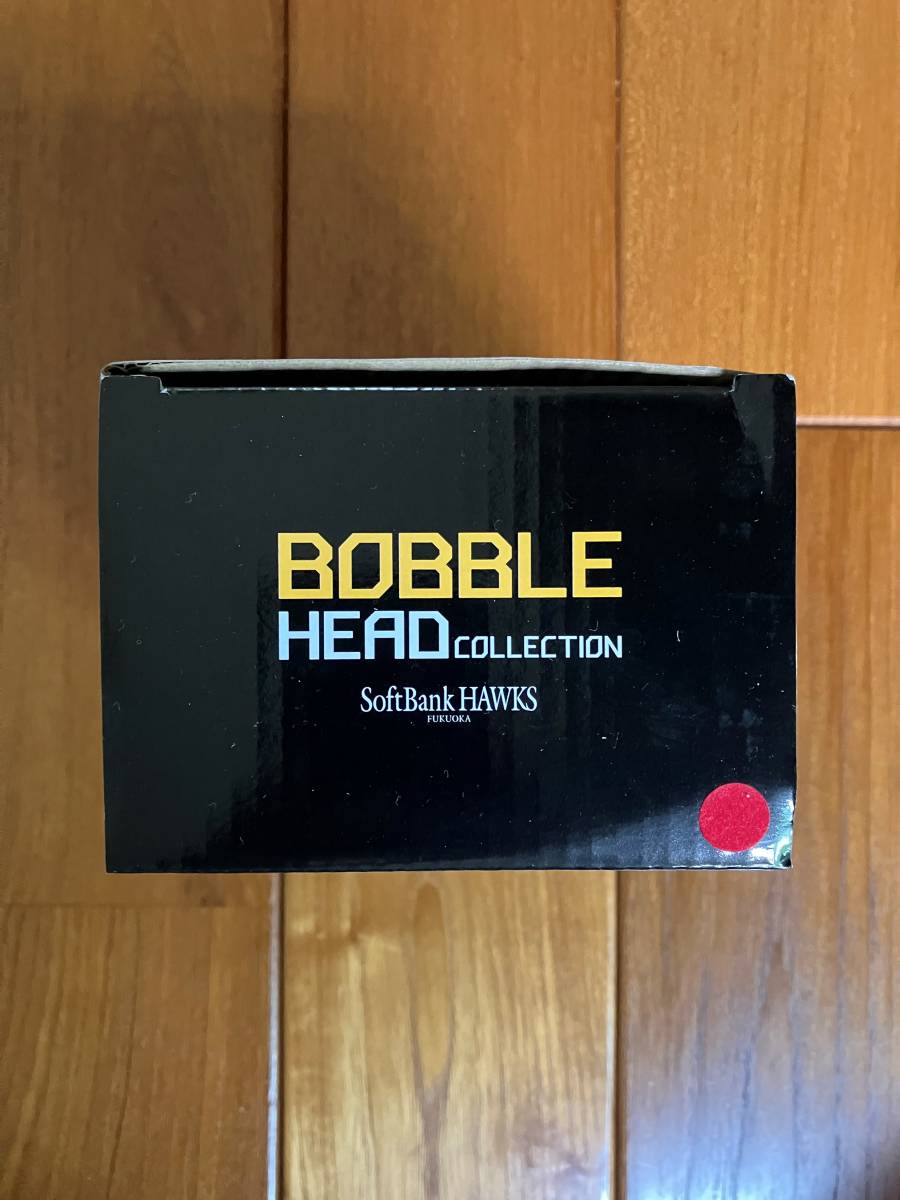 BOBBLE
HEAD COLLECTION
SoftBank HAWKS
FUKUOKA